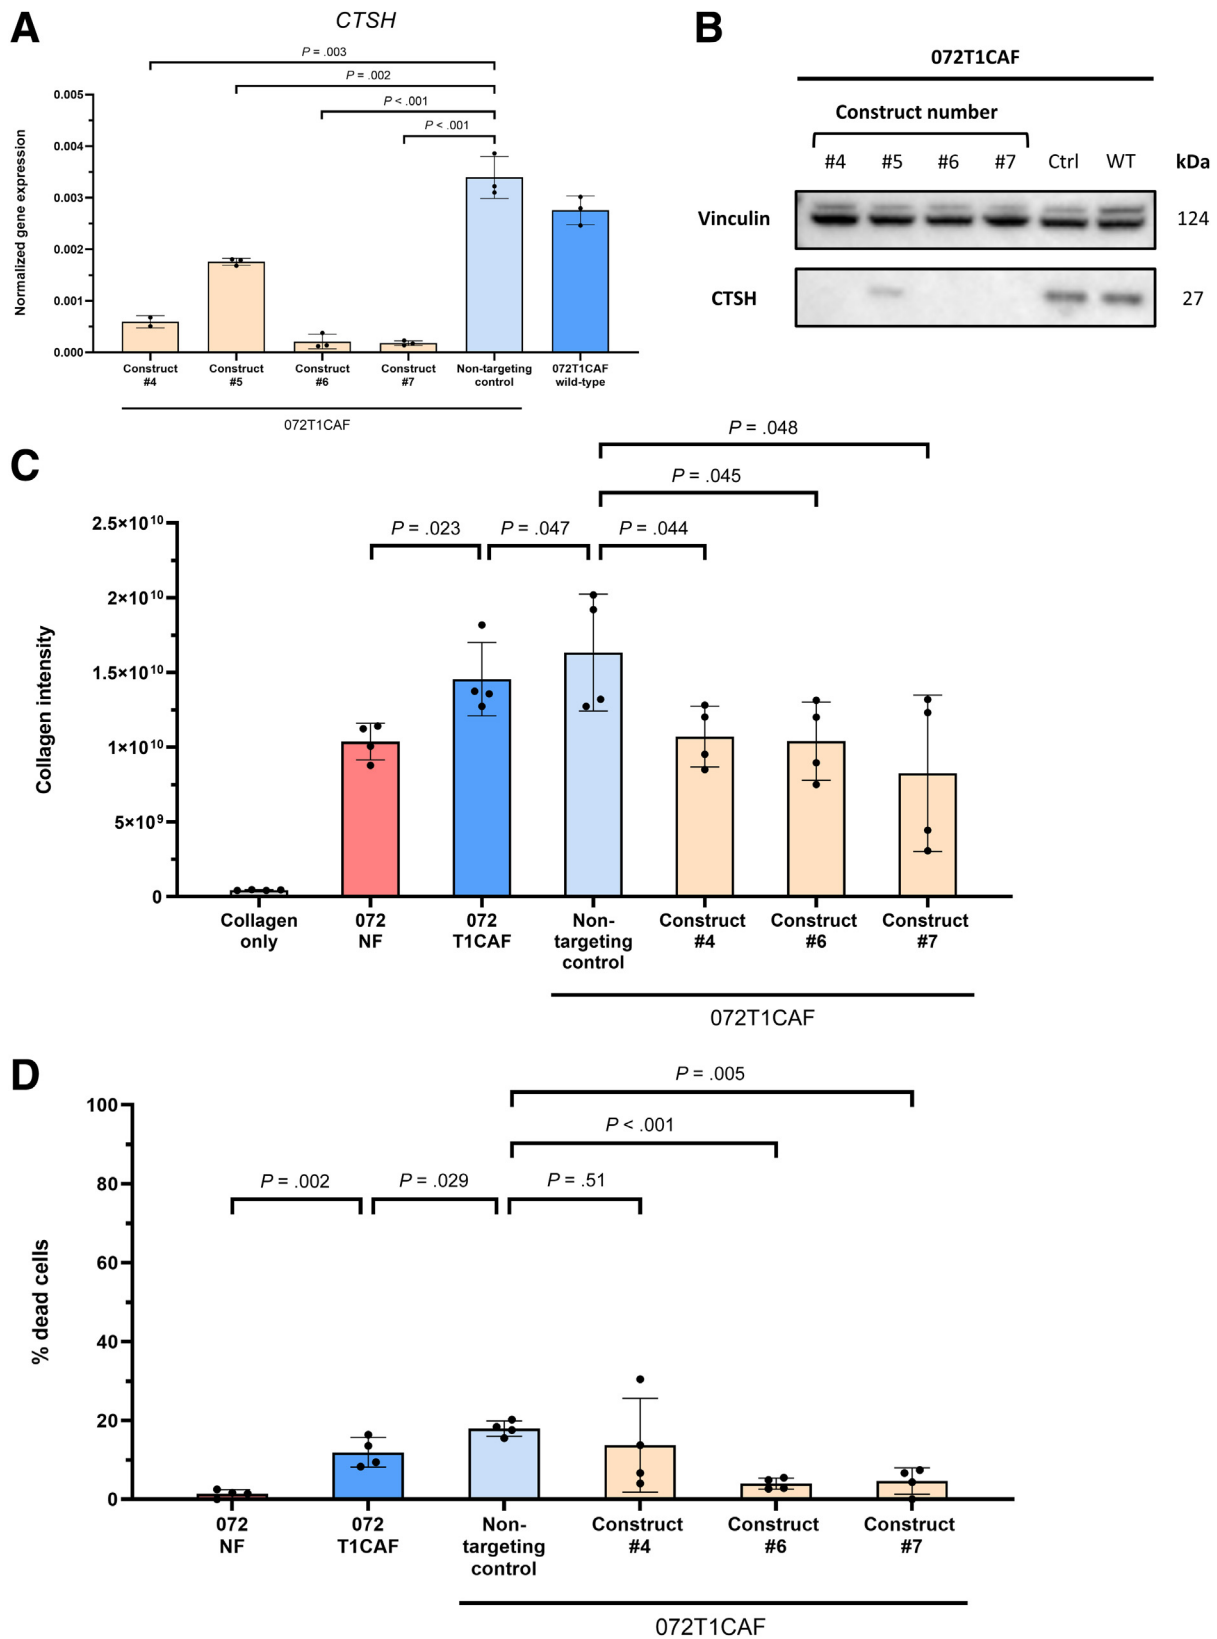 A
CTSH
P = .003
P = .002
P < .001
P < .001
Normalized gene expression
0.005
0.004
0.003
0.002
0.001
0.000
Construct #4
Construct #5
Construct #6
Construct #7
Non-targeting control
072T1CAF wild-type
072T1CAF
B
072T1CAF
Construct number
#4 #5 #6 #7 Ctrl WT kDa
Vinculin 124
CTSH 27
C
P = .048
P = .045
P = .023 P = .047 P = .044
Collagen intensity
2.5×10¹⁰
2×10¹⁰
1.5×10¹⁰
1×10¹⁰
5×10⁹
0
Collagen only
072 NF
072 T1CAF
Non-targeting control
Construct #4
Construct #6
Construct #7
072T1CAF
D
P = .005
P < .001
P = .002 P = .029 P = .51
% dead cells
100
80
60
40
20
0
072 NF
072 T1CAF
Non-targeting control
Construct #4
Construct #6
Construct #7
072T1CAF